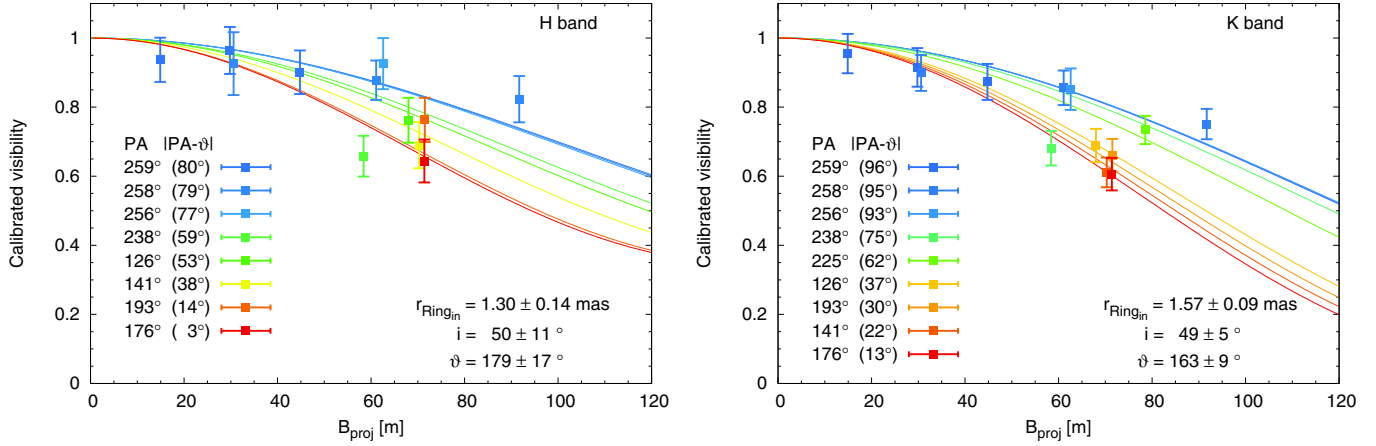 H band
1
0.8
0.6
0.4
0.2
0
Calibrated visibility
PA |PA-ϑ|
259° (80°)
258° (79°)
256° (77°)
238° (59°)
126° (53°)
141° (38°)
193° (14°)
176° ( 3°)
r_Ring_in = 1.30 ± 0.14 mas
i = 50 ± 11 °
ϑ = 179 ± 17 °
0 20 40 60 80 100 120
B_proj [m]
K band
1
0.8
0.6
0.4
0.2
0
Calibrated visibility
PA |PA-ϑ|
259° (96°)
258° (95°)
256° (93°)
238° (75°)
225° (62°)
126° (37°)
193° (30°)
141° (22°)
176° (13°)
r_Ring_in = 1.57 ± 0.09 mas
i = 49 ± 5 °
ϑ = 163 ± 9 °
0 20 40 60 80 100 120
B_proj [m]